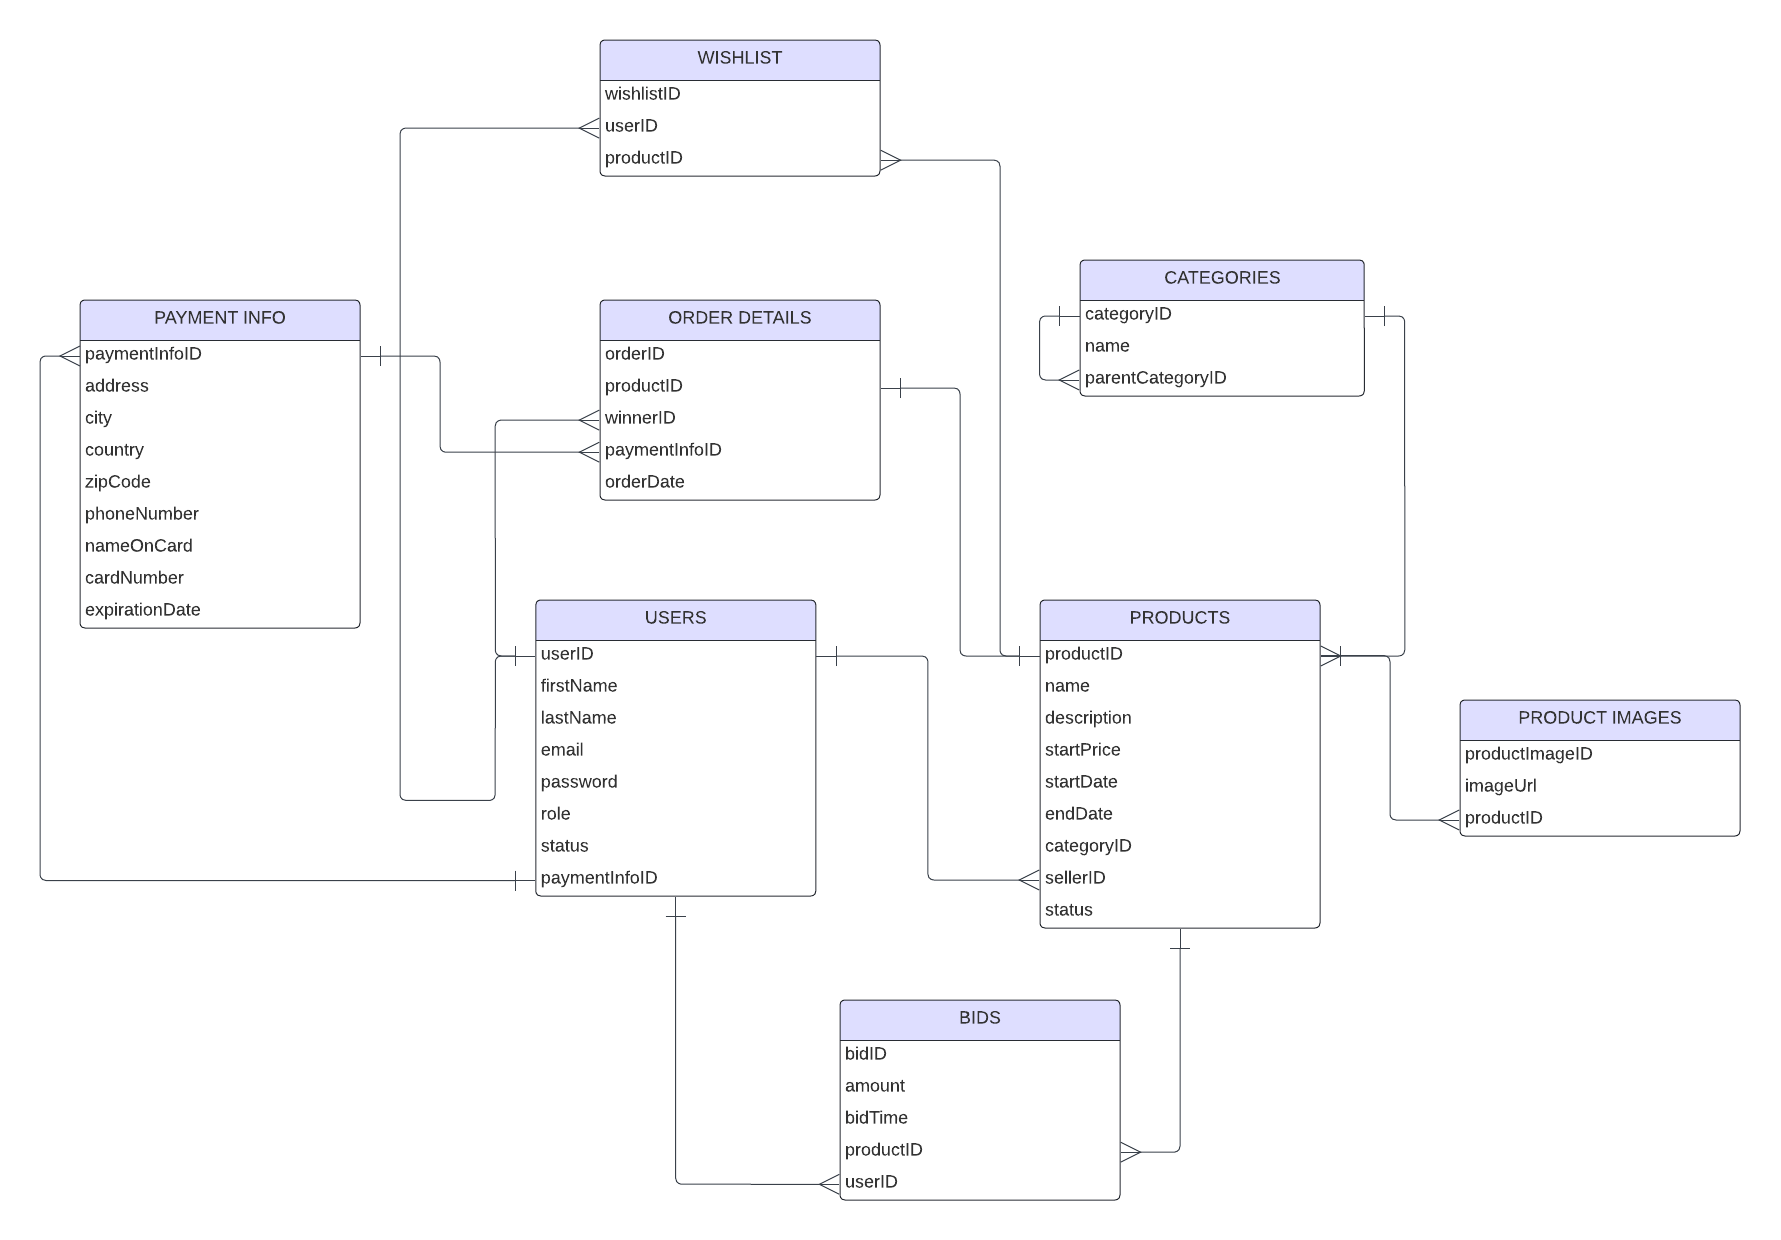 WISHLIST
wishlistID
userID
productID
CATEGORIES
categoryID
name
parentCategoryID
PAYMENT INFO
paymentInfoID
address
city
country
zipCode
phoneNumber
nameOnCard
cardNumber
expirationDate
ORDER DETAILS
orderID
productID
winnerID
paymentInfoID
orderDate
USERS
userID
firstName
lastName
email
password
role
status
paymentInfoID
PRODUCTS
productID
name
description
startPrice
startDate
endDate
categoryID
sellerID
status
PRODUCT IMAGES
productImageID
imageUrl
productID
BIDS
bidID
amount
bidTime
productID
userID